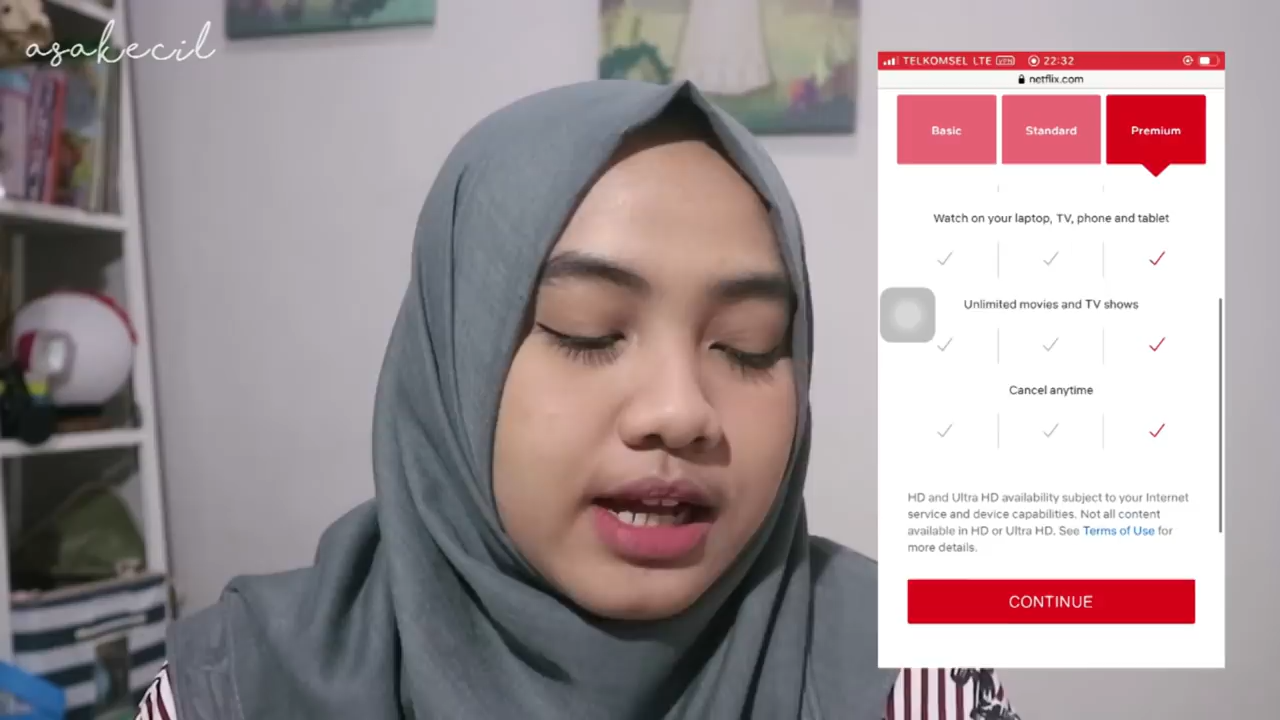 asakecil
TELKOMSEL LTE VPN 22:32
netflix.com
Basic Standard Premium
Watch on your laptop, TV, phone and tablet
Unlimited movies and TV shows
Cancel anytime
HD and Ultra HD availability subject to your Internet
service and device capabilities. Not all content
available in HD or Ultra HD. See Terms of Use for
more details.
CONTINUE